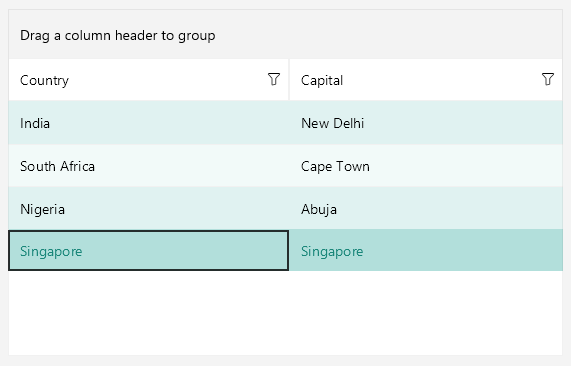 Drag a column header to group
Country Capital
India New Delhi
South Africa Cape Town
Nigeria Abuja
Singapore Singapore